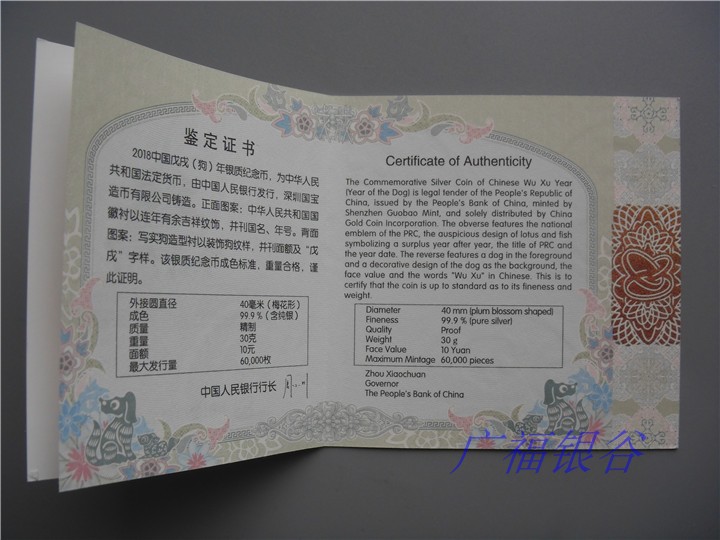 鉴定证书
2018中国戊戌（狗）年银质纪念币，为中华人民
共和国法定货币，由中国人民银行发行，深圳国宝
造币有限公司铸造。正面图案：中华人民共和国国
徽衬以连年有余吉祥纹饰，并刊国名、年号。背面
图案：写实狗造型衬以装饰狗纹样，并刊面额及“戊
戌”字样。该银质纪念币成色标准，重量合格，谨
此证明。
外接圆直径 40毫米（梅花形）
成色 99.9％（含纯银）
质量 精制
重量 30克
面额 10元
最大发行量 60,000枚
中国人民银行行长
Certificate of Authenticity
The Commemorative Silver Coin of Chinese Wu Xu Year
(Year of the Dog) is legal tender of the People's Republic of
China, issued by the People's Bank of China, minted by
Shenzhen Guobao Mint, and solely distributed by China
Gold Coin Incorporation. The obverse features the national
emblem of the PRC, the auspicious design of lotus and fish
symbolizing a surplus year after year, the title of PRC and
the year date. The reverse features a dog in the foreground
and a decorative design of the dog as the background, the
face value and the words "Wu Xu" in Chinese. This is to
certify that the coin is up to standard as to its fineness and
weight.
Diameter 40 mm (plum blossom shaped)
Fineness 99.9 % (pure silver)
Quality Proof
Weight 30 g
Face Value 10 Yuan
Maximum Mintage 60,000 pieces
Zhou Xiaochuan
Governor
The People's Bank of China
广福银谷